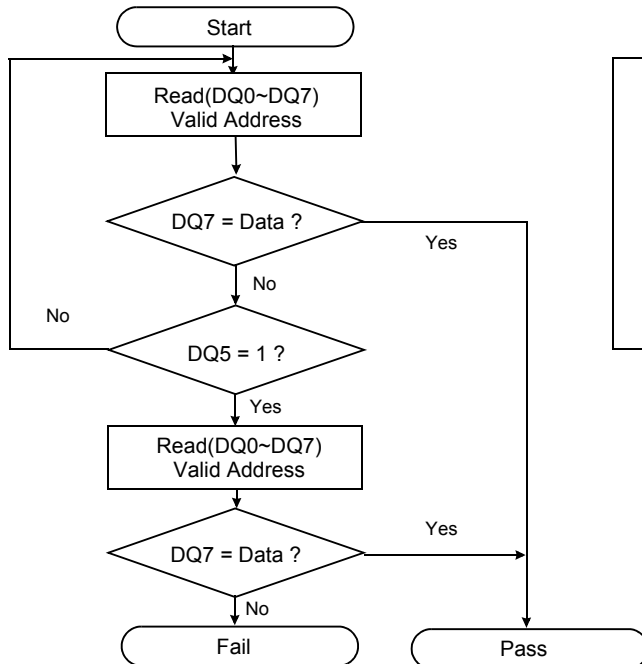 Start
Read(DQ0~DQ7)
Valid Address
DQ7 = Data ?
Yes
No
No
DQ5 = 1 ?
Yes
Read(DQ0~DQ7)
Valid Address
DQ7 = Data ?
Yes
No
Fail
Pass